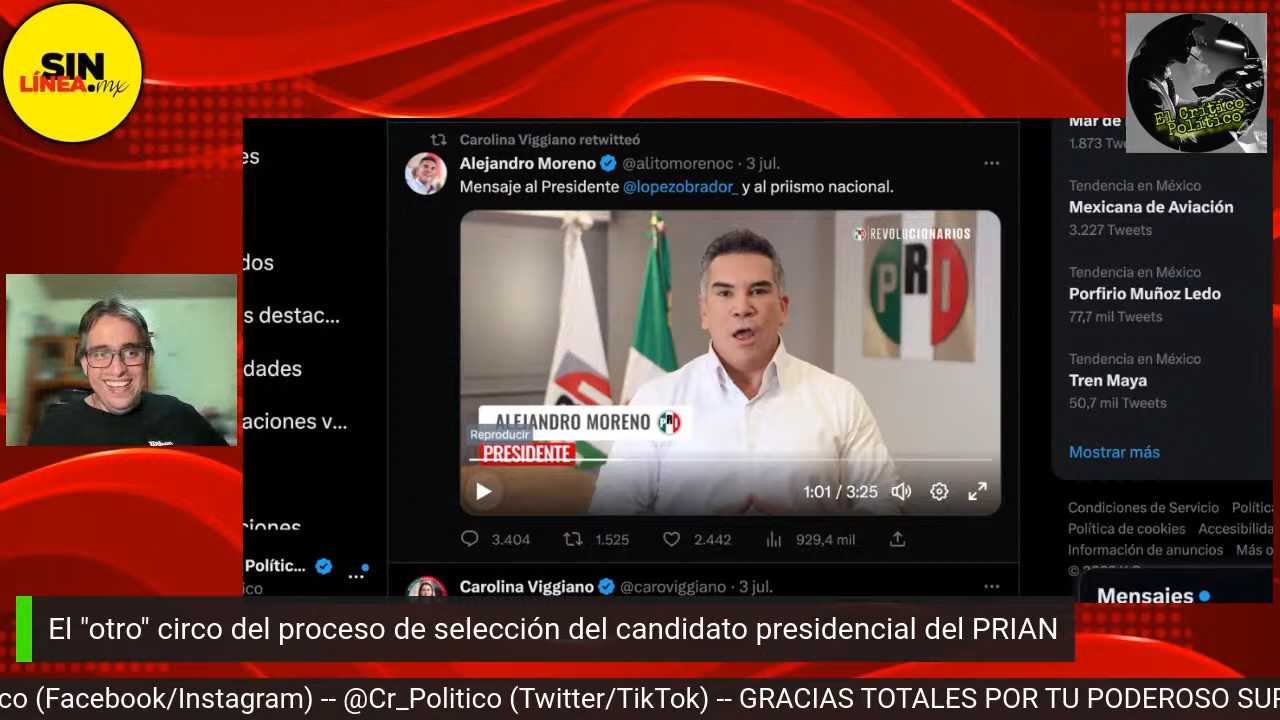 SIN
LÍNEA.mx
El Crítico
Político
es
dos
s destac...
dades
aciones v...
ciones
Polític...
ico
Carolina Viggiano retwitteó
Alejandro Moreno @alitomorenoc · 3 jul.
Mensaje al Presidente @lopezobrador_ y al priismo nacional.
REVOLUCIONARIOS
PRI
ALEJANDRO MORENO PRI
Reproducir
PRESIDENTE
1:01 / 3:25
3.404 1.525 2.442 929,4 mil
Carolina Viggiano @caroviggiano · 3 jul.
Mar de
1.873 Twe
Tendencia en México
Mexicana de Aviación
3.227 Tweets
Tendencia en México
Porfirio Muñoz Ledo
77,7 mil Tweets
Tendencia en México
Tren Maya
50,7 mil Tweets
Mostrar más
Condiciones de Servicio Polític
Política de cookies Accesibilida
Información de anuncios Más o
Mensajes
El "otro" circo del proceso de selección del candidato presidencial del PRIAN
co (Facebook/Instagram) -- @Cr_Politico (Twitter/TikTok) -- GRACIAS TOTALES POR TU PODEROSO SUP